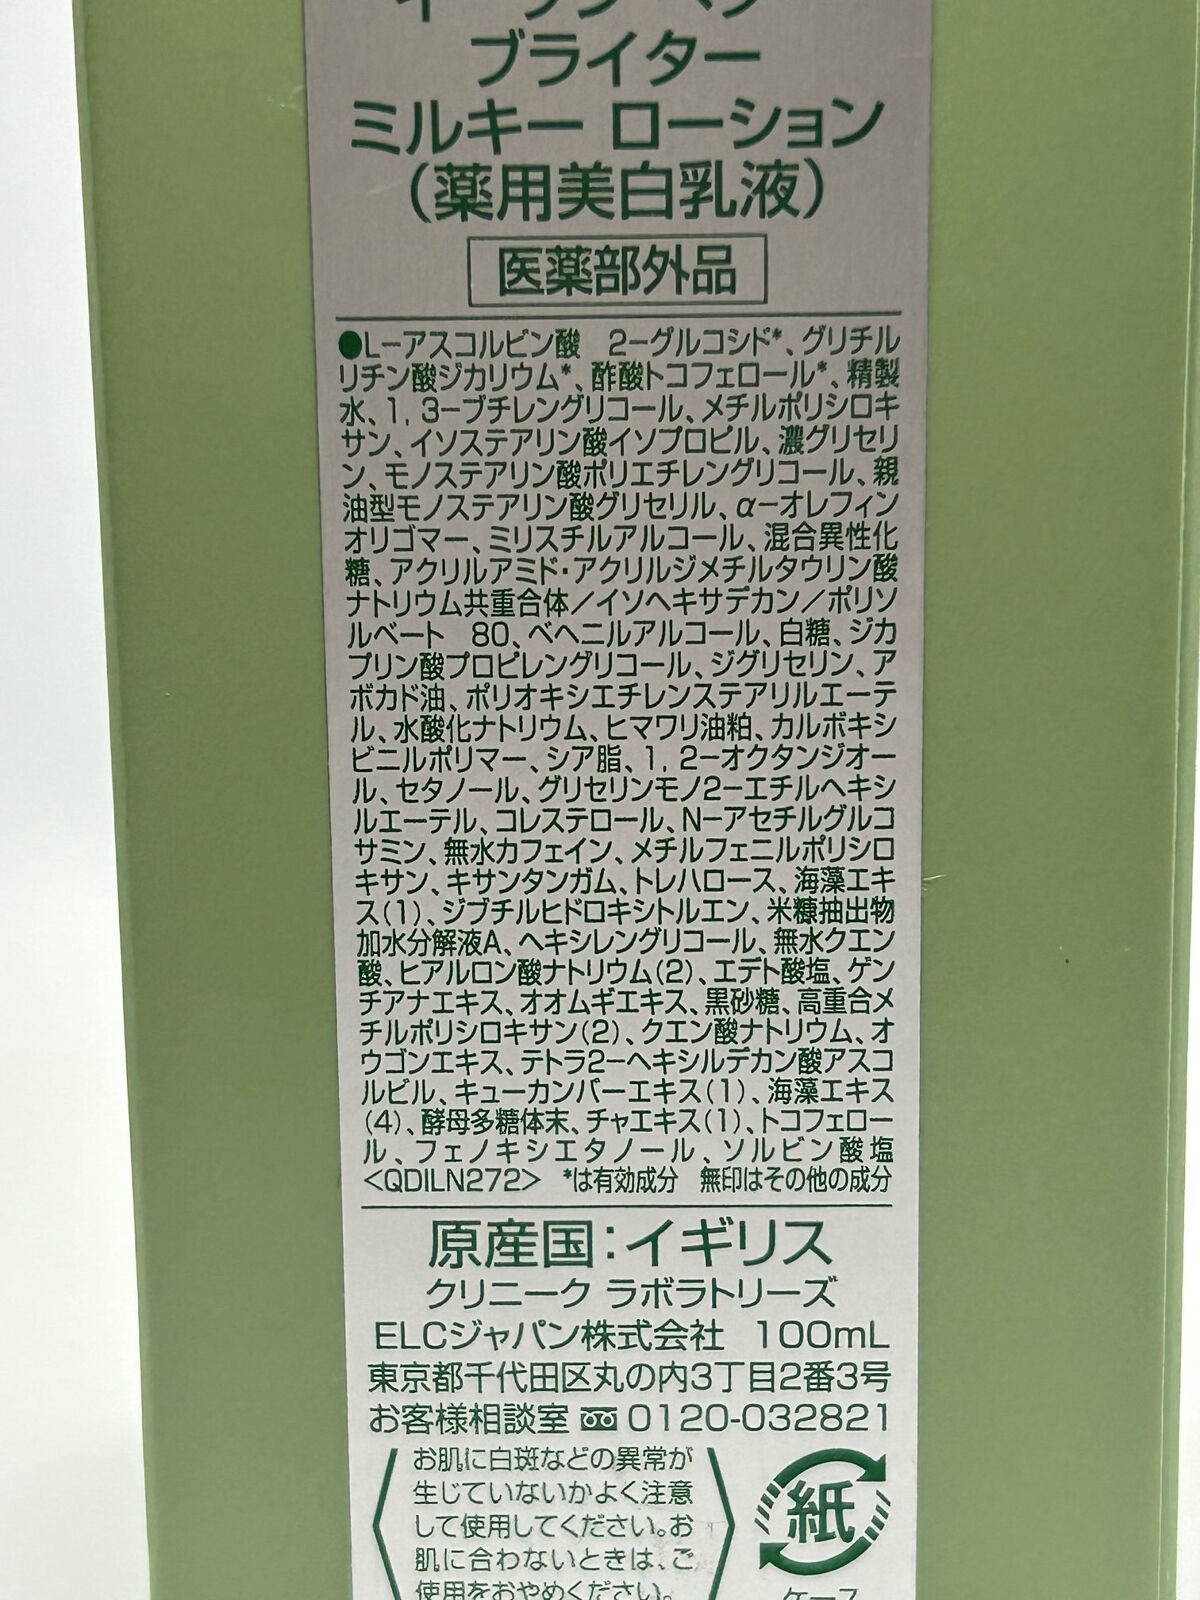 イーブン ベター
ブライター
ミルキー ローション
（薬用美白乳液）
医薬部外品
●L-アスコルビン酸 2-グルコシド*、グリチル
リチン酸ジカリウム*、酢酸トコフェロール*、精製
水、1,3-ブチレングリコール、メチルポリシロキ
サン、イソステアリン酸イソプロピル、濃グリセリ
ン、モノステアリン酸ポリエチレングリコール、親
油型モノステアリン酸グリセリル、α-オレフィン
オリゴマー、ミリスチルアルコール、混合異性化
糖、アクリルアミド・アクリルジメチルタウリン酸
ナトリウム共重合体／イソヘキサデカン／ポリソ
ルベート 80、ベヘニルアルコール、白糖、ジカ
プリン酸プロピレングリコール、ジグリセリン、ア
ボカド油、ポリオキシエチレンステアリルエーテ
ル、水酸化ナトリウム、ヒマワリ油粕、カルボキシ
ビニルポリマー、シア脂、1,2-オクタンジオー
ル、セタノール、グリセリンモノ2-エチルヘキシ
ルエーテル、コレステロール、N-アセチルグルコ
サミン、無水カフェイン、メチルフェニルポリシロ
キサン、キサンタンガム、トレハロース、海藻エキ
ス(1)、ジブチルヒドロキシトルエン、米糠抽出物
加水分解液A、ヘキシレングリコール、無水クエン
酸、ヒアルロン酸ナトリウム(2)、エデト酸塩、ゲン
チアナエキス、オオムギエキス、黒砂糖、高重合メ
チルポリシロキサン(2)、クエン酸ナトリウム、オ
ウゴンエキス、テトラ2-ヘキシルデカン酸アスコ
ルビル、キューカンバーエキス(1)、海藻エキス
(4)、酵母多糖体末、チャエキス(1)、トコフェロー
ル、フェノキシエタノール、ソルビン酸塩
<QDILN272> *は有効成分 無印はその他の成分
原産国：イギリス
クリニーク ラボラトリーズ
ELCジャパン株式会社 100mL
東京都千代田区丸の内3丁目2番3号
お客様相談室 0120-032821
お肌に白斑などの異常が
生じていないかよく注意
して使用してください。お
肌に合わないときは、ご
使用をおやめください。
紙
ケース